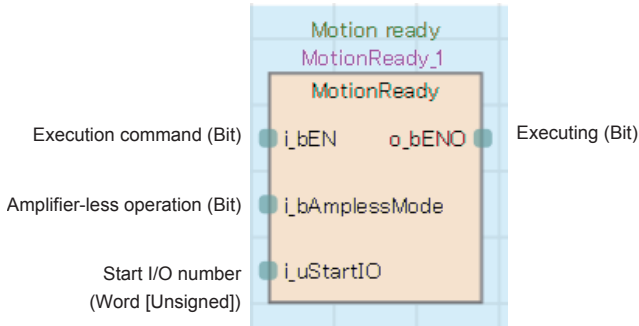 Motion ready
MotionReady_1
MotionReady
Execution command (Bit)
i_bEN
o_bENO
Executing (Bit)
Amplifier-less operation (Bit)
i_bAmplessMode
Start I/O number
(Word [Unsigned])
i_uStartIO